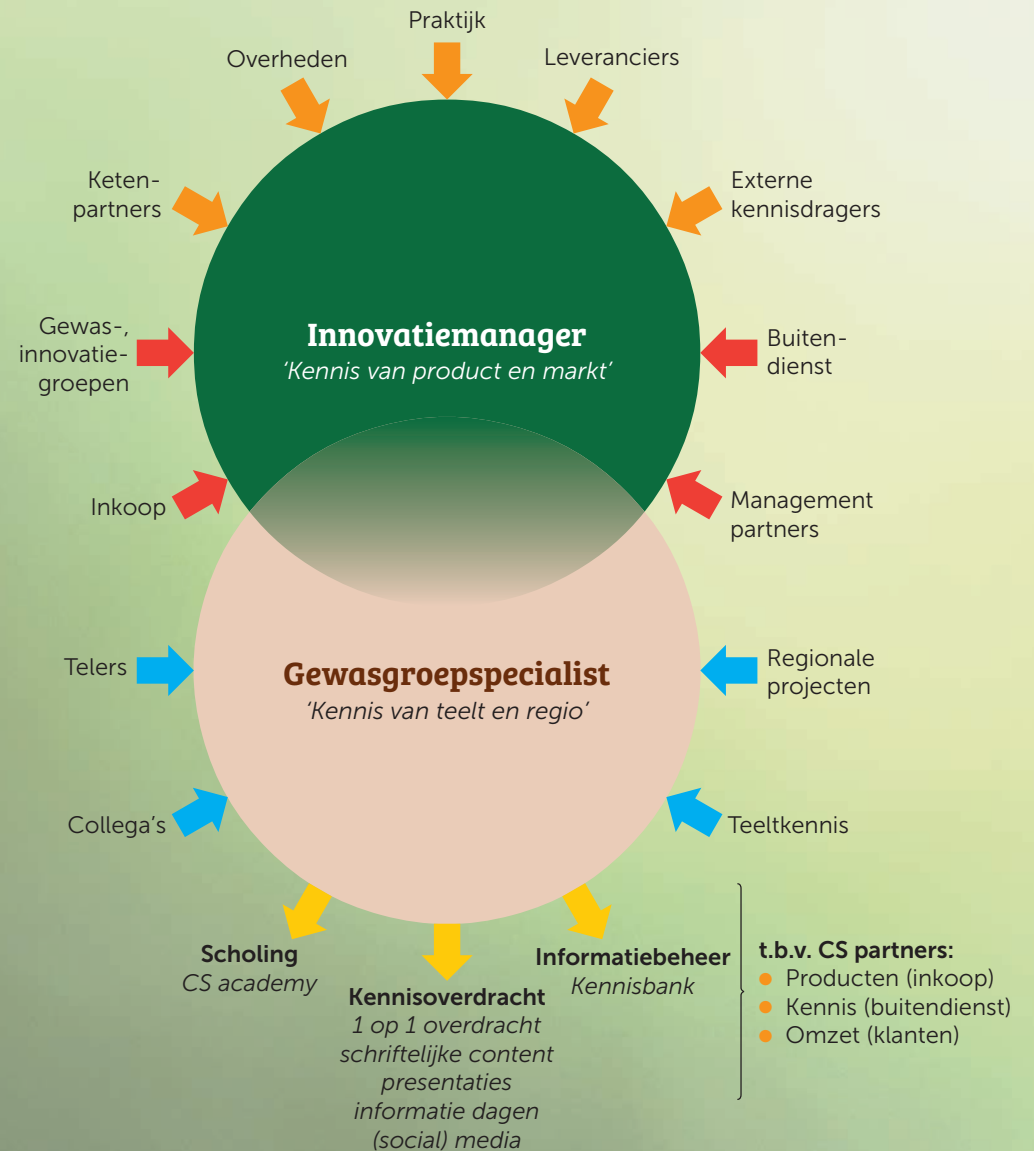 Praktijk
Overheden
Leveranciers
Keten-
partners
Externe
kennisdragers
Gewas-,
innovatie-
groepen
Innovatiemanager
‘Kennis van product en markt’
Buiten-
dienst
Inkoop
Management
partners
Telers
Gewasgroepspecialist
‘Kennis van teelt en regio’
Regionale
projecten
Collega’s
Teeltkennis
Scholing
CS academy
Kennisoverdracht
1 op 1 overdracht
schriftelijke content
presentaties
informatie dagen
(social) media
Informatiebeheer
Kennisbank
t.b.v. CS partners:
• Producten (inkoop)
• Kennis (buitendienst)
• Omzet (klanten)